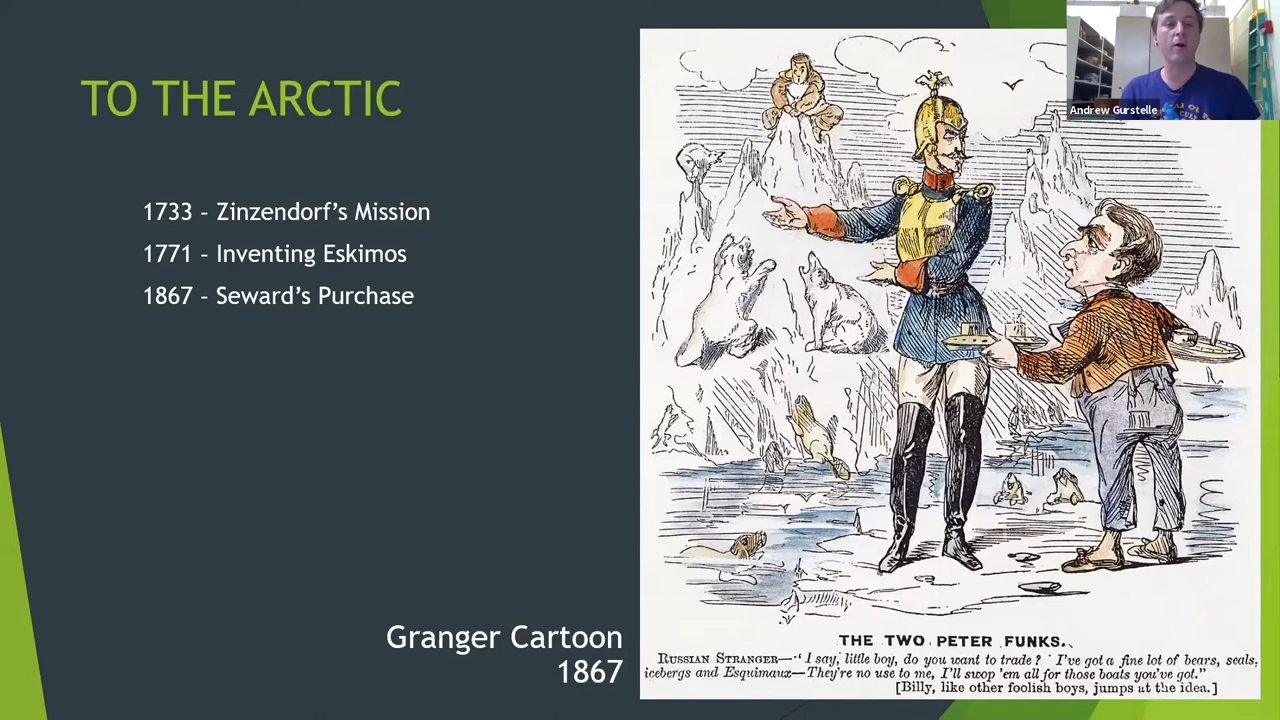 TO THE ARCTIC
1733 – Zinzendorf's Mission
1771 – Inventing Eskimos
1867 – Seward's Purchase
Granger Cartoon
1867
Andrew Gurstelle
THE TWO PETER FUNKS.
RUSSIAN STRANGER—"I say, little boy, do you want to trade? I've got a fine lot of bears, seals,
icebergs and Esquimaux—They're no use to me, I'll swop 'em all for those boats you've got."
[Billy, like other foolish boys, jumps at the idea.]